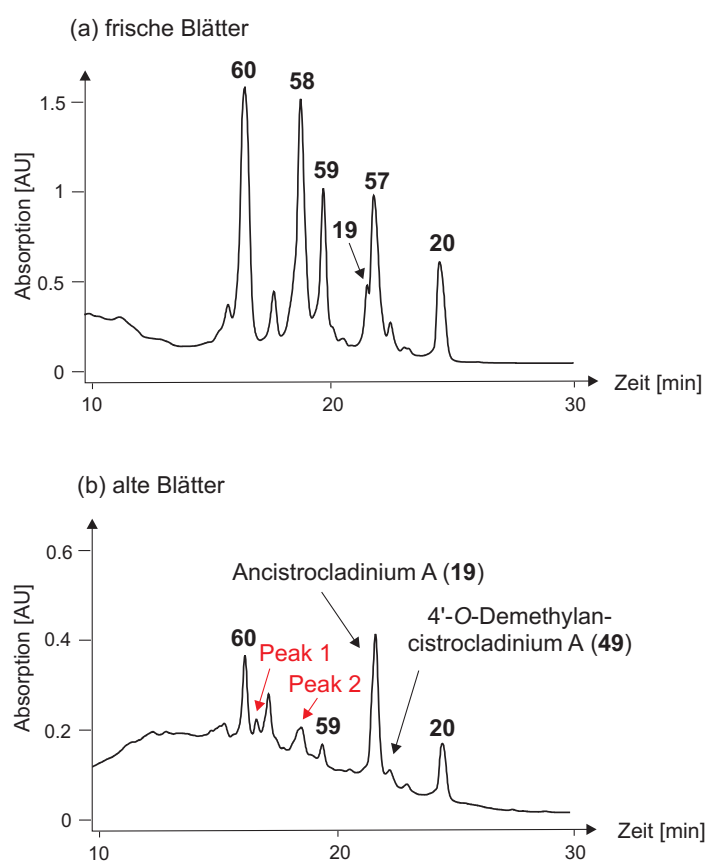 (a) frische Blätter
60
58
1.5
59
57
1
19
20
0.5
0
Absorption [AU]
10
20
30
Zeit [min]
(b) alte Blätter
0.6
Ancistrocladinium A (19)
4'-O-Demethylan-
cistrocladinium A (49)
0.4
60
Peak 1
Peak 2
59
20
0.2
0
Absorption [AU]
10
20
30
Zeit [min]